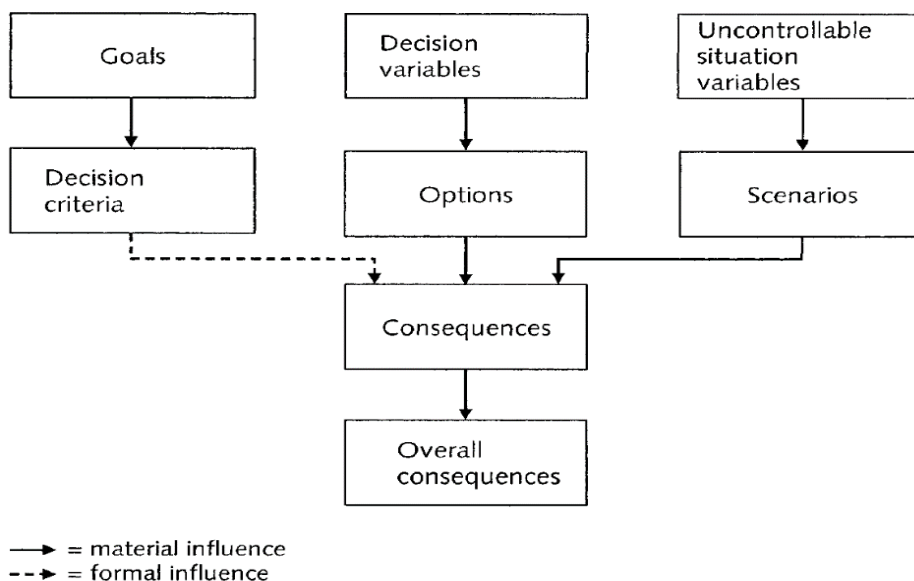 Goals
Decision
variables
Uncontrollable
situation
variables
Decision
criteria
Options
Scenarios
Consequences
Overall
consequences
= material influence
= formal influence